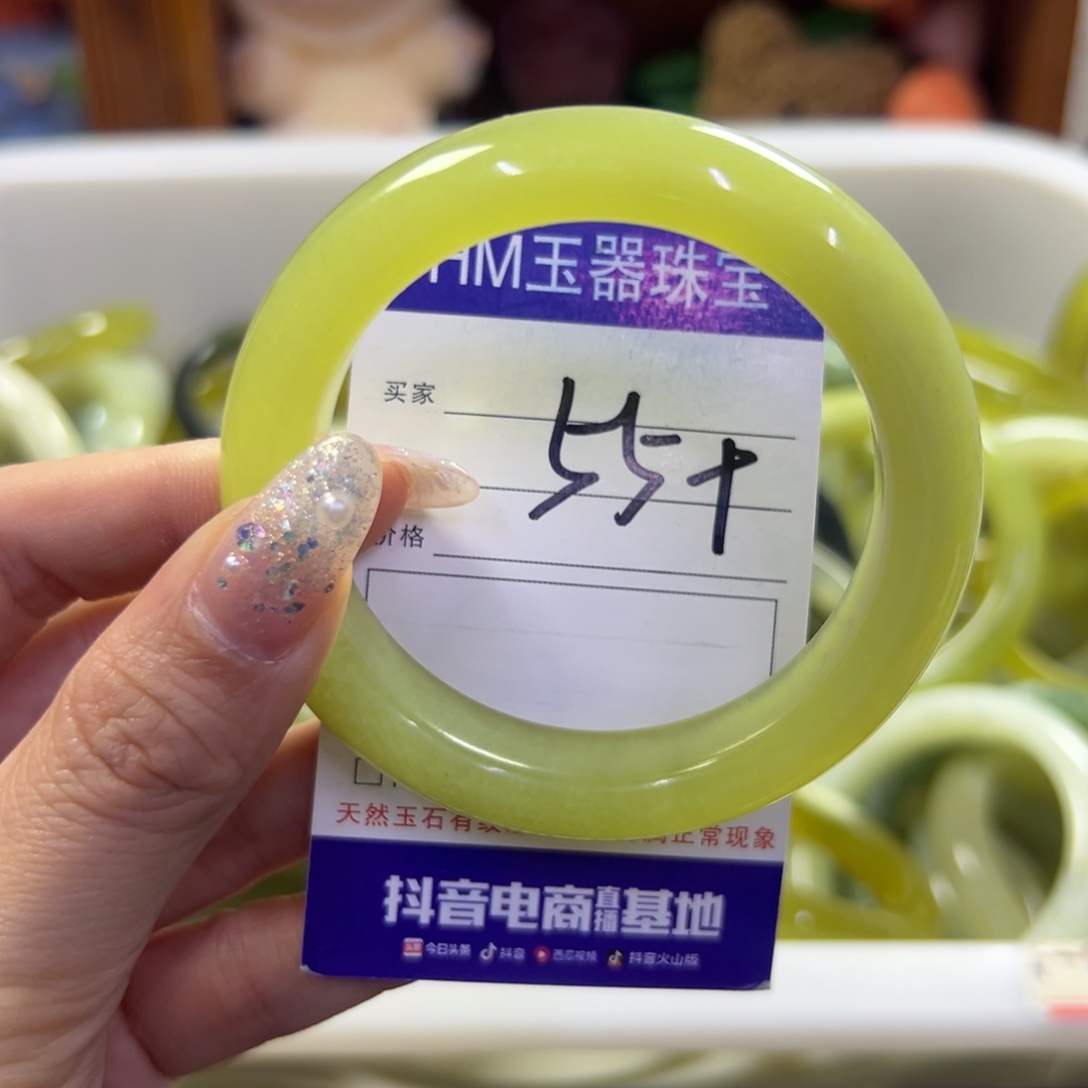 HM玉器珠宝
买家
55+
价格
天然玉石有纹
正常现象
抖音电商直播基地
今日头条 抖音 西瓜视频 抖音火山版